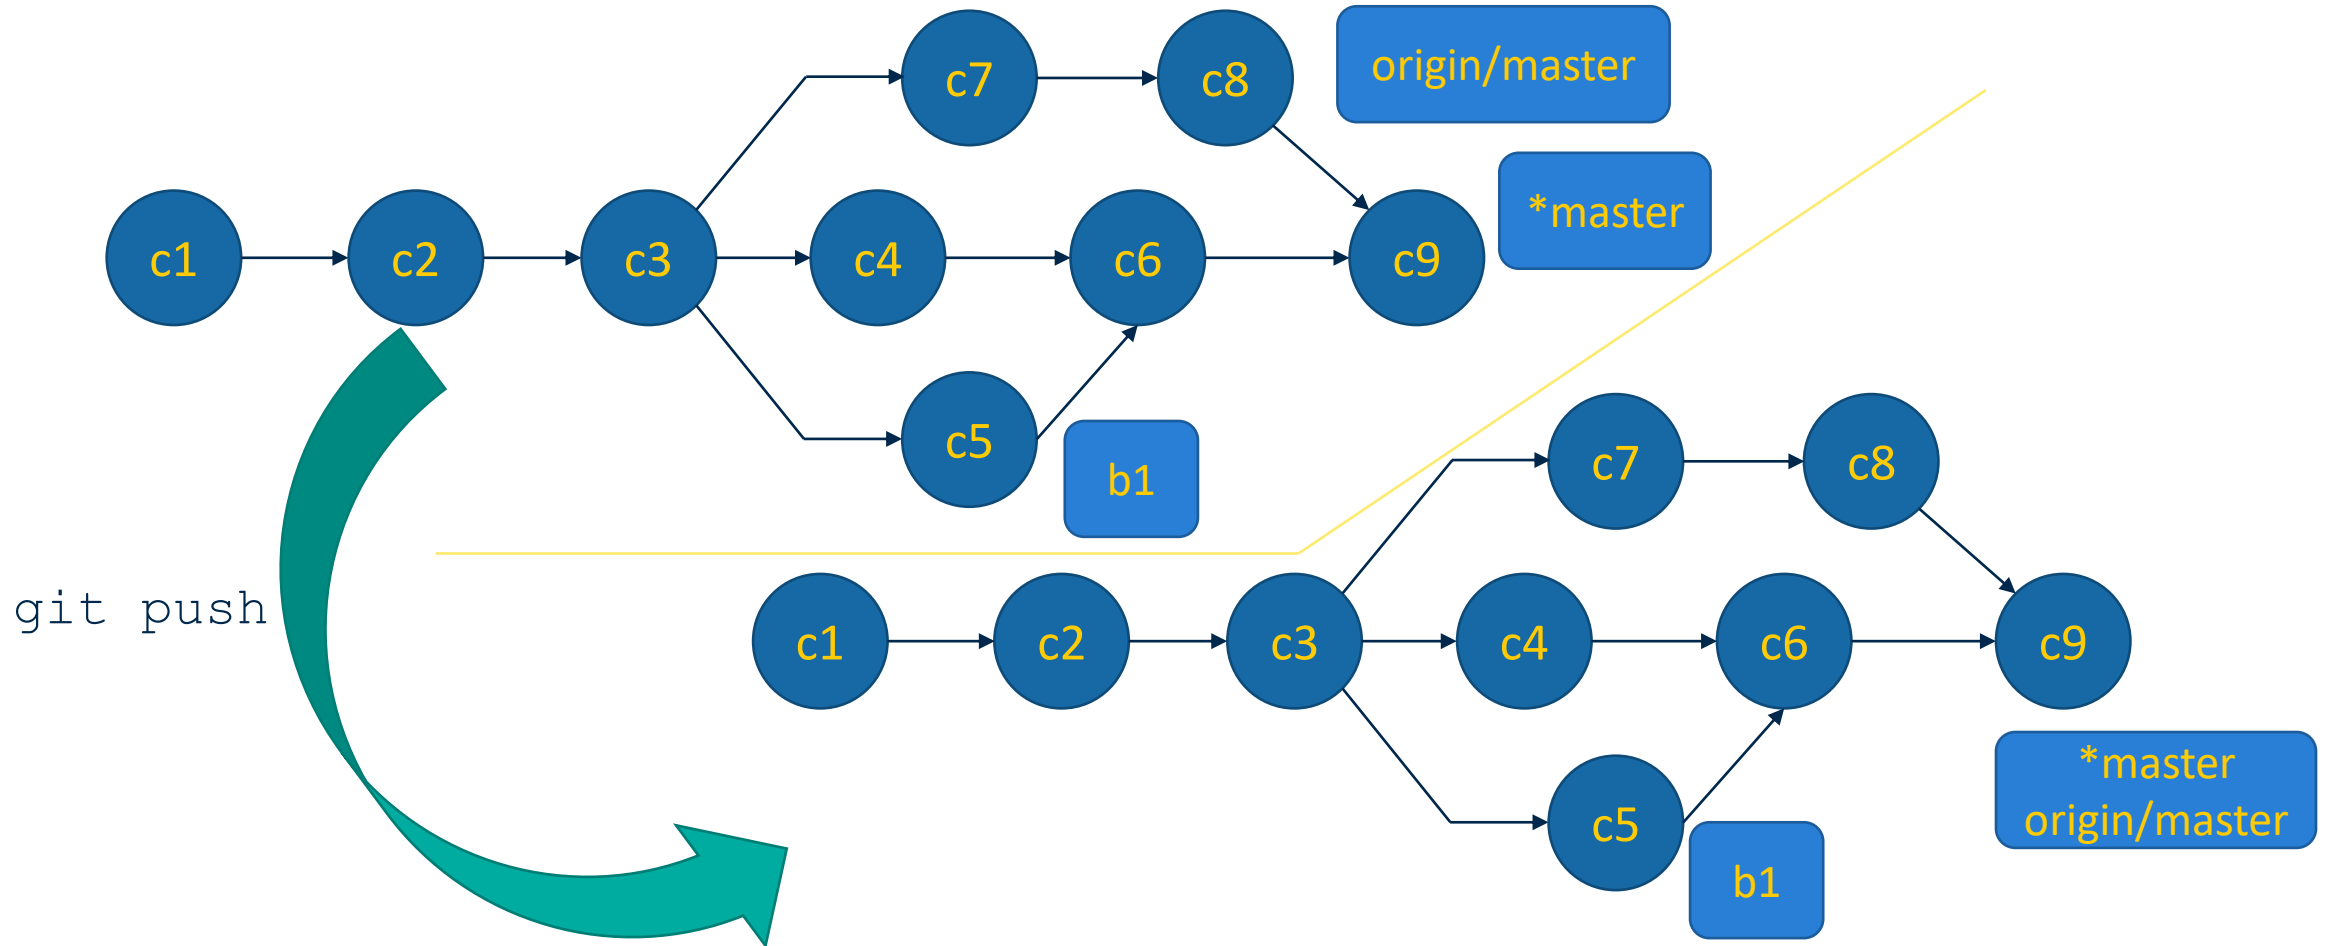 c7
c8
origin/master
*master
c1
c2
c3
c4
c6
c9
c5
b1
git push
c7
c8
c1
c2
c3
c4
c6
c9
*master
origin/master
c5
b1